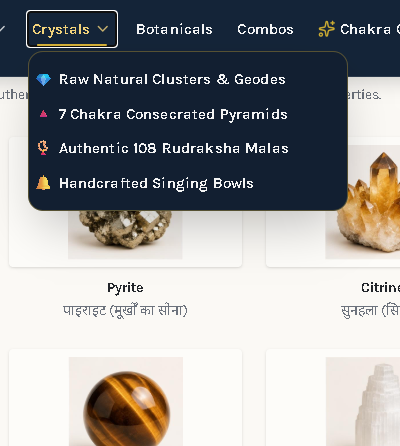 Crystals
Botanicals
Combos
Chakra
Raw Natural Clusters & Geodes
7 Chakra Consecrated Pyramids
Authentic 108 Rudraksha Malas
Handcrafted Singing Bowls
Pyrite
पाइराइट (मूर्खों का सोना)
Citrine
सुनहला